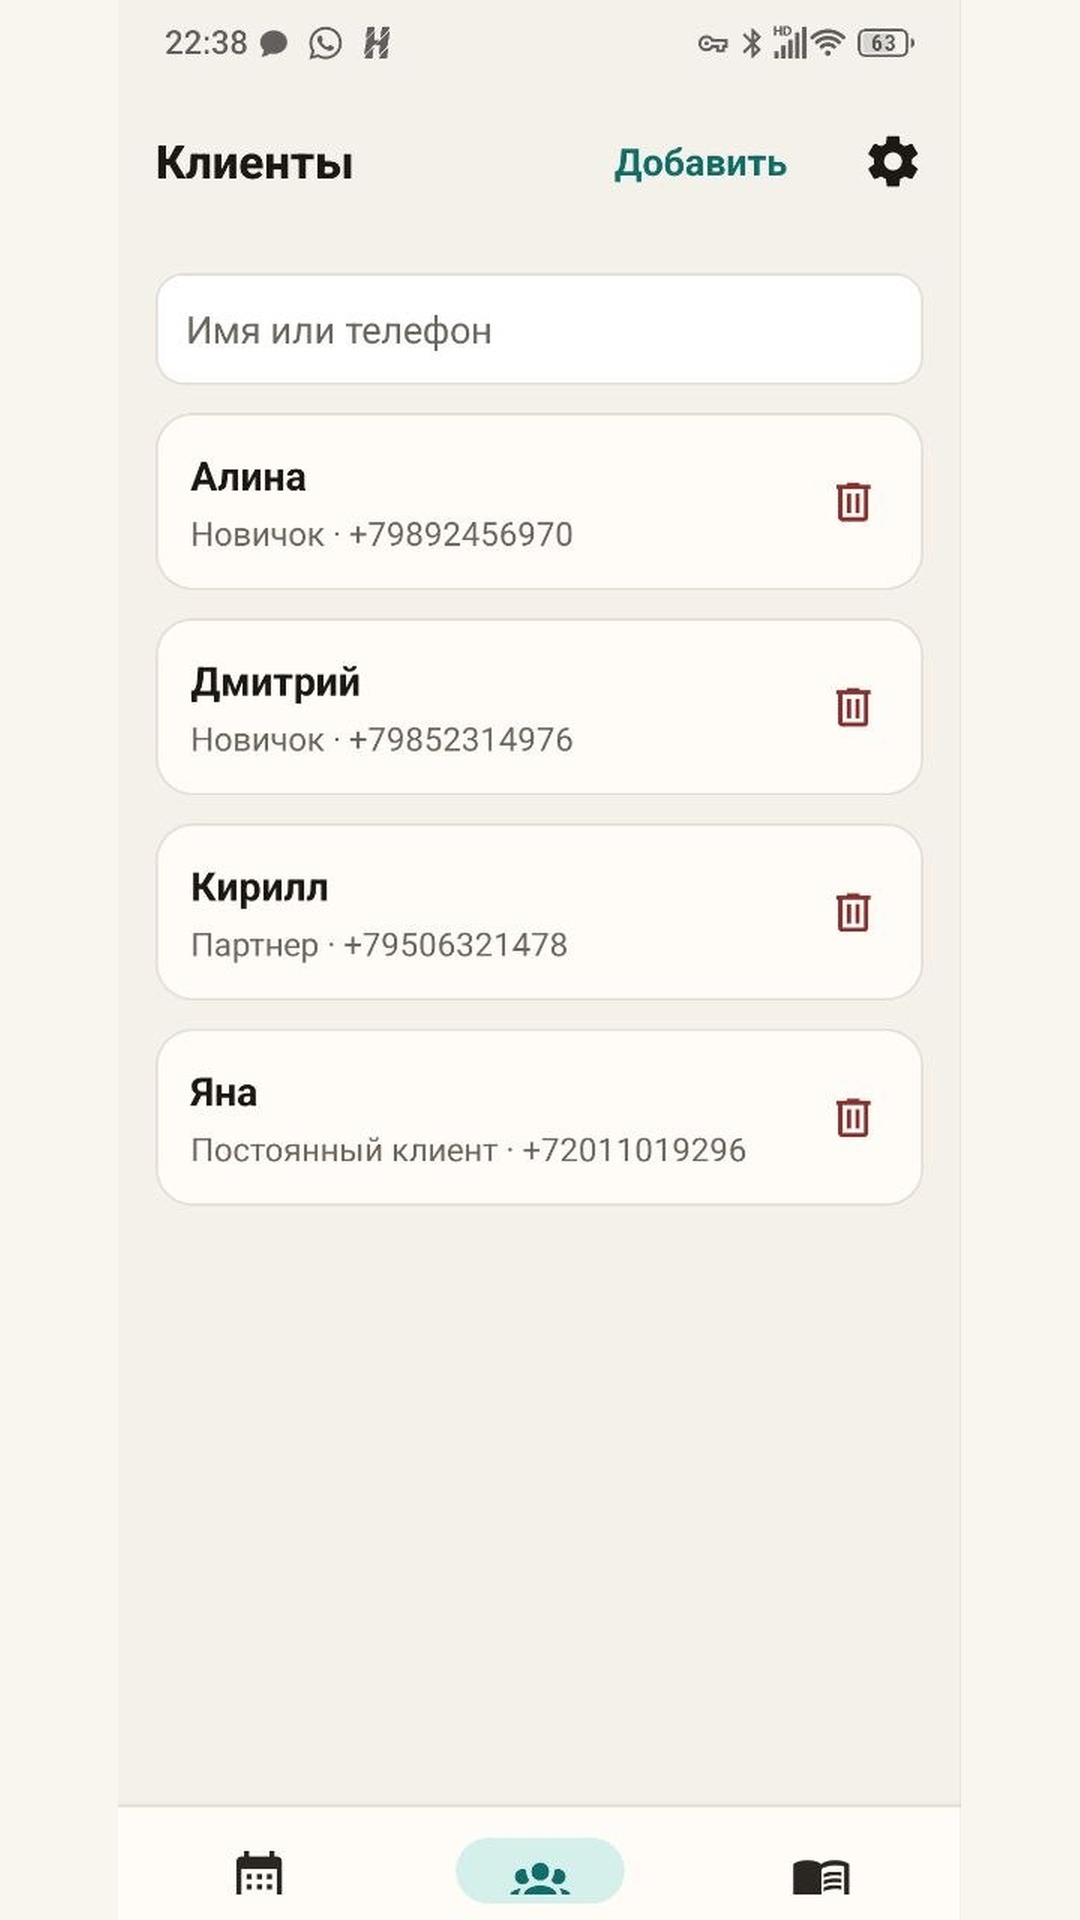 22:38
HD
63
Клиенты
Добавить
Имя или телефон
Алина
Новичок · +79892456970
Дмитрий
Новичок · +79852314976
Кирилл
Партнер · +79506321478
Яна
Постоянный клиент · +72011019296